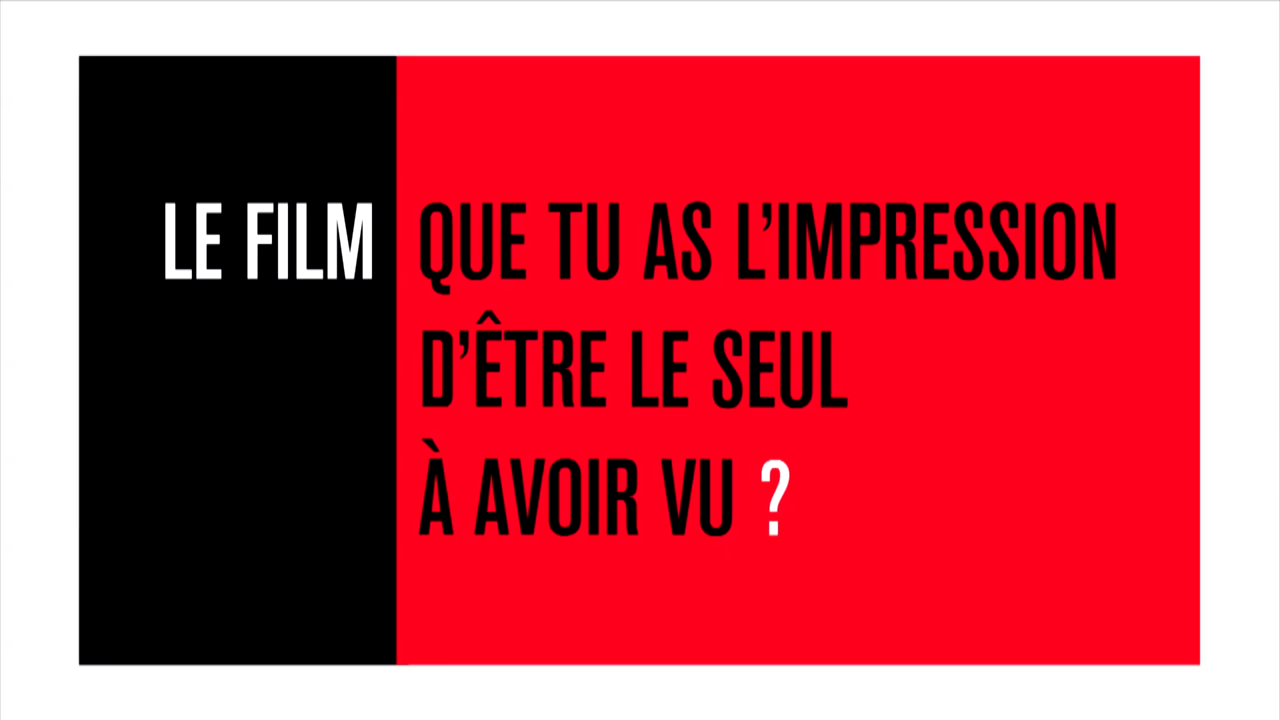 LE FILM QUE TU AS L’IMPRESSION
D’ÊTRE LE SEUL
À AVOIR VU ?